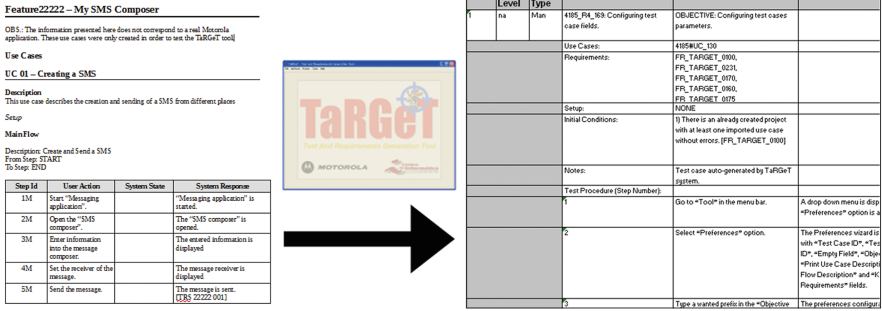 Feature22222 – My SMS Composer
OBS.: The information presented here does not correspond to a real Motorola
application. These use cases were only created in order to test the TaRGeT tool
Use Cases
UC 01 – Creating a SMS
Description
This use case describes the creation and sending of a SMS from different places
Setup
Main Flow
Description: Create and Send a SMS
From Step: START
To Step: END
Step Id User Action System State System Response
1M Start “Messaging application”. “Messaging application” is started.
2M Open the “SMS composer”. The “SMS composer” is opened.
3M Enter information into the message composer. The entered information is displayed
4M Set the receiver of the message. The message receiver is displayed
5M Send the message. The message is sent. [TRS 22222 001]
TaRGeT
Test And Requirements Generation Tool
MOTOROLA
Level Type
1 na Man 4185_R4_169: Configuring test case fields. OBJECTIVE: Configuring test cases parameters.
Use Cases: 4185#UC_130
Requirements: FR_TARGET_0100,
FR_TARGET_0231,
FR_TARGET_0170,
FR_TARGET_0160,
FR_TARGET_0175
Setup: NONE
Initial Conditions: 1) There is an already created project
with at least one imported use case
without errors. [FR_TARGET_0100]
Notes: Test case auto-generated by TaRGeT
system.
Test Procedure (Step Number):
1 Go to “Tool” in the menu bar. A drop down menu is disp
“Preferences” option is a
2 Select “Preferences” option. The Preferences wizard is
with “Test Case ID”, “Te
ID”, “Empty Field”, “Obje
“Print Use Case Descripti
Flow Description” and “K
Requirements” fields.
3 Type a wanted prefix in the “Objective The preferences configura